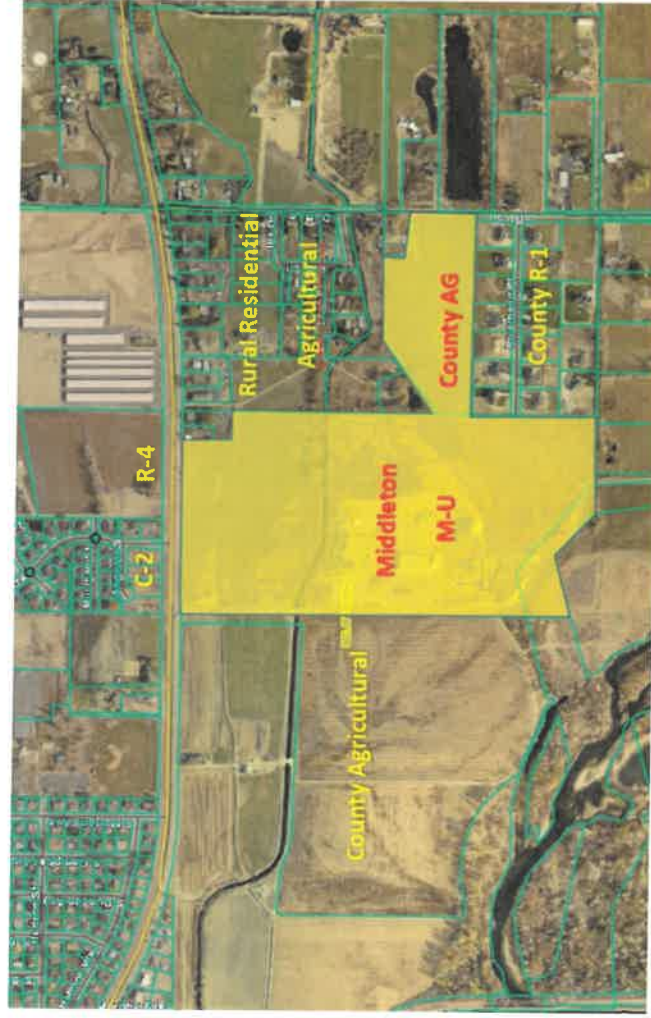 R-4
C-2
Rural Residential
Agricultural
County AG
County R-1
Middleton
M-U
County Agricultural